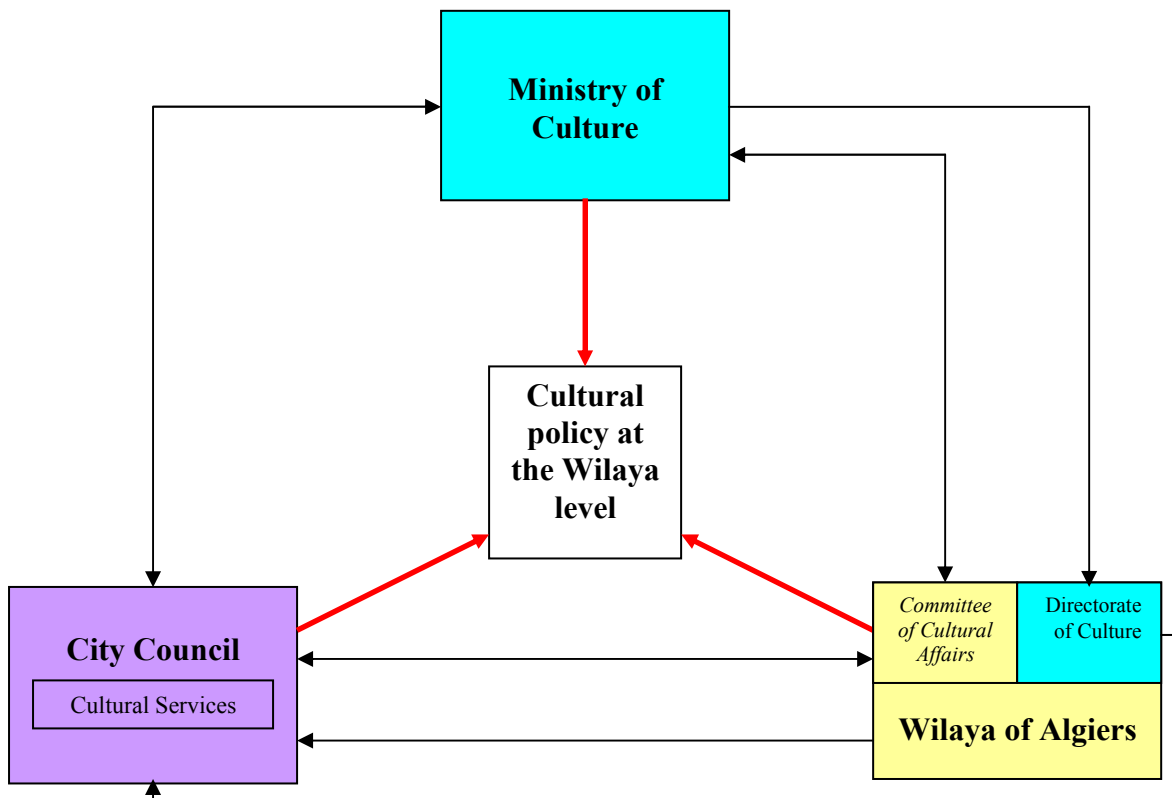 Ministry of
Culture
Cultural
policy at
the Wilaya
level
City Council
Cultural Services
Committee
of Cultural
Affairs
Directorate
of Culture
Wilaya of Algiers